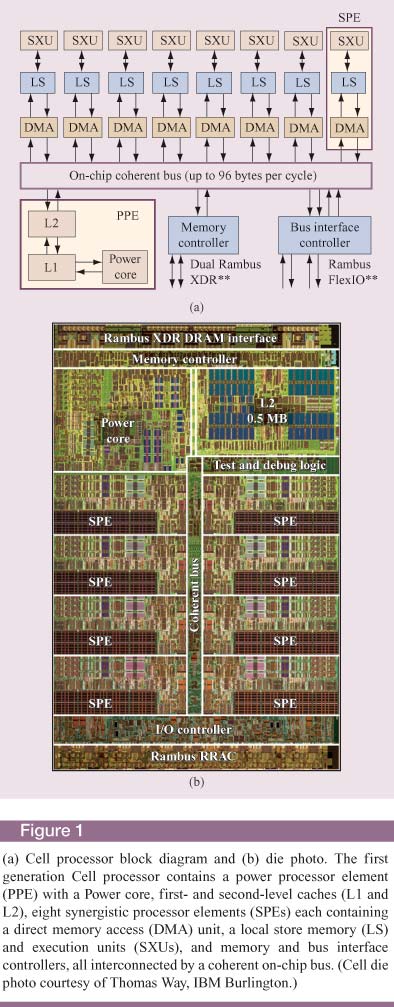 SPE
SXU SXU SXU SXU SXU SXU SXU SXU
LS LS LS LS LS LS LS LS
DMA DMA DMA DMA DMA DMA DMA DMA
On-chip coherent bus (up to 96 bytes per cycle)
PPE
L2
L1
Power
core
Memory
controller
Dual Rambus
XDR**
Bus interface
controller
Rambus
FlexIO**
(a)
Rambus XDR DRAM interface
Memory controller
Power
core
L2
0.5 MB
Test and debug logic
Coherent bus
SPE SPE
SPE SPE
SPE SPE
SPE SPE
I/O controller
Rambus RRAC
(b)
Figure 1
(a) Cell processor block diagram and (b) die photo. The first
generation Cell processor contains a power processor element
(PPE) with a Power core, first- and second-level caches (L1 and
L2), eight synergistic processor elements (SPEs) each containing
a direct memory access (DMA) unit, a local store memory (LS)
and execution units (SXUs), and memory and bus interface
controllers, all interconnected by a coherent on-chip bus. (Cell die
photo courtesy of Thomas Way, IBM Burlington.)